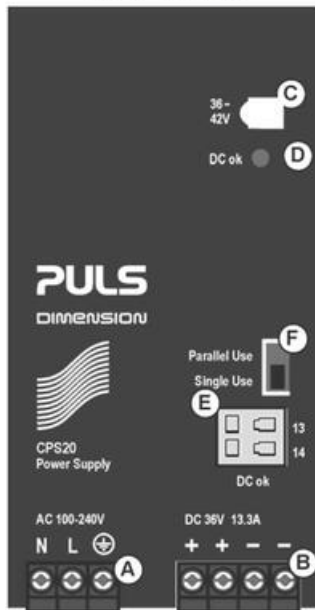 C
36-
42V
DC ok
D
PULS
DIMENSION
F
Parallel Use
Single Use
E
13
14
DC ok
CPS20
Power Supply
AC 100-240V
DC 36V 13.3A
N L
A
+ + − −
B